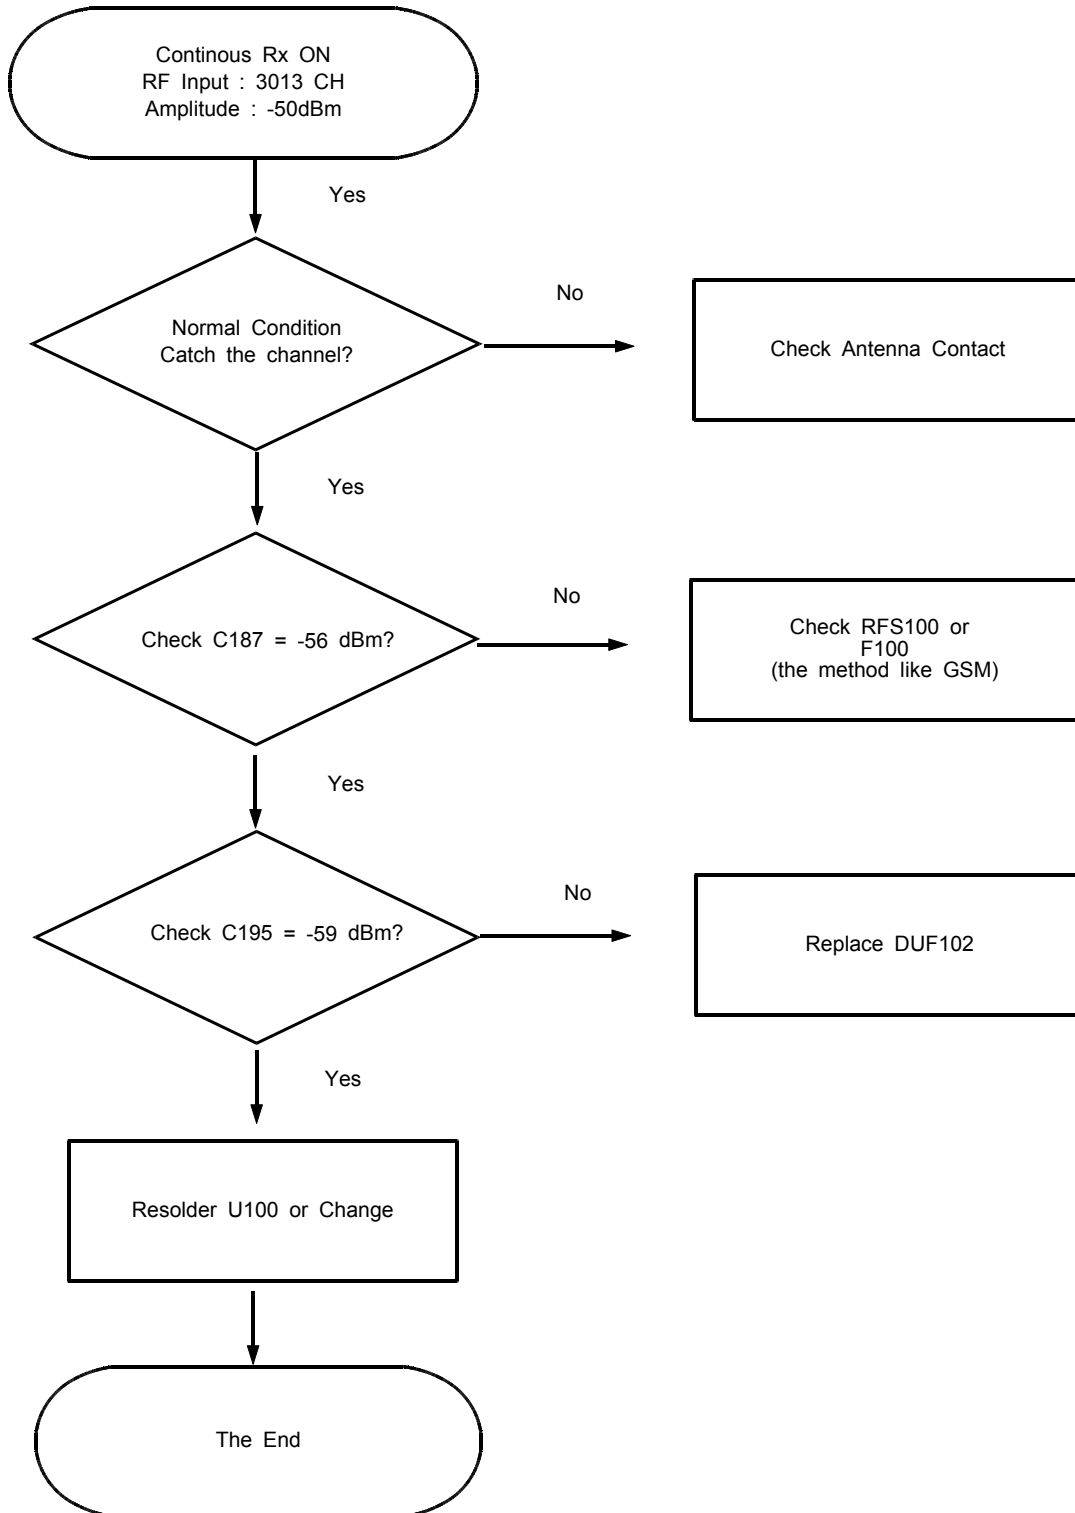 Continous Rx ON
RF Input : 3013 CH
Amplitude : -50dBm
Yes
Normal Condition
Catch the channel?
No
Check Antenna Contact
Yes
Check C187 = -56 dBm?
No
Check RFS100 or
F100
(the method like GSM)
Yes
Check C195 = -59 dBm?
No
Replace DUF102
Yes
Resolder U100 or Change
The End